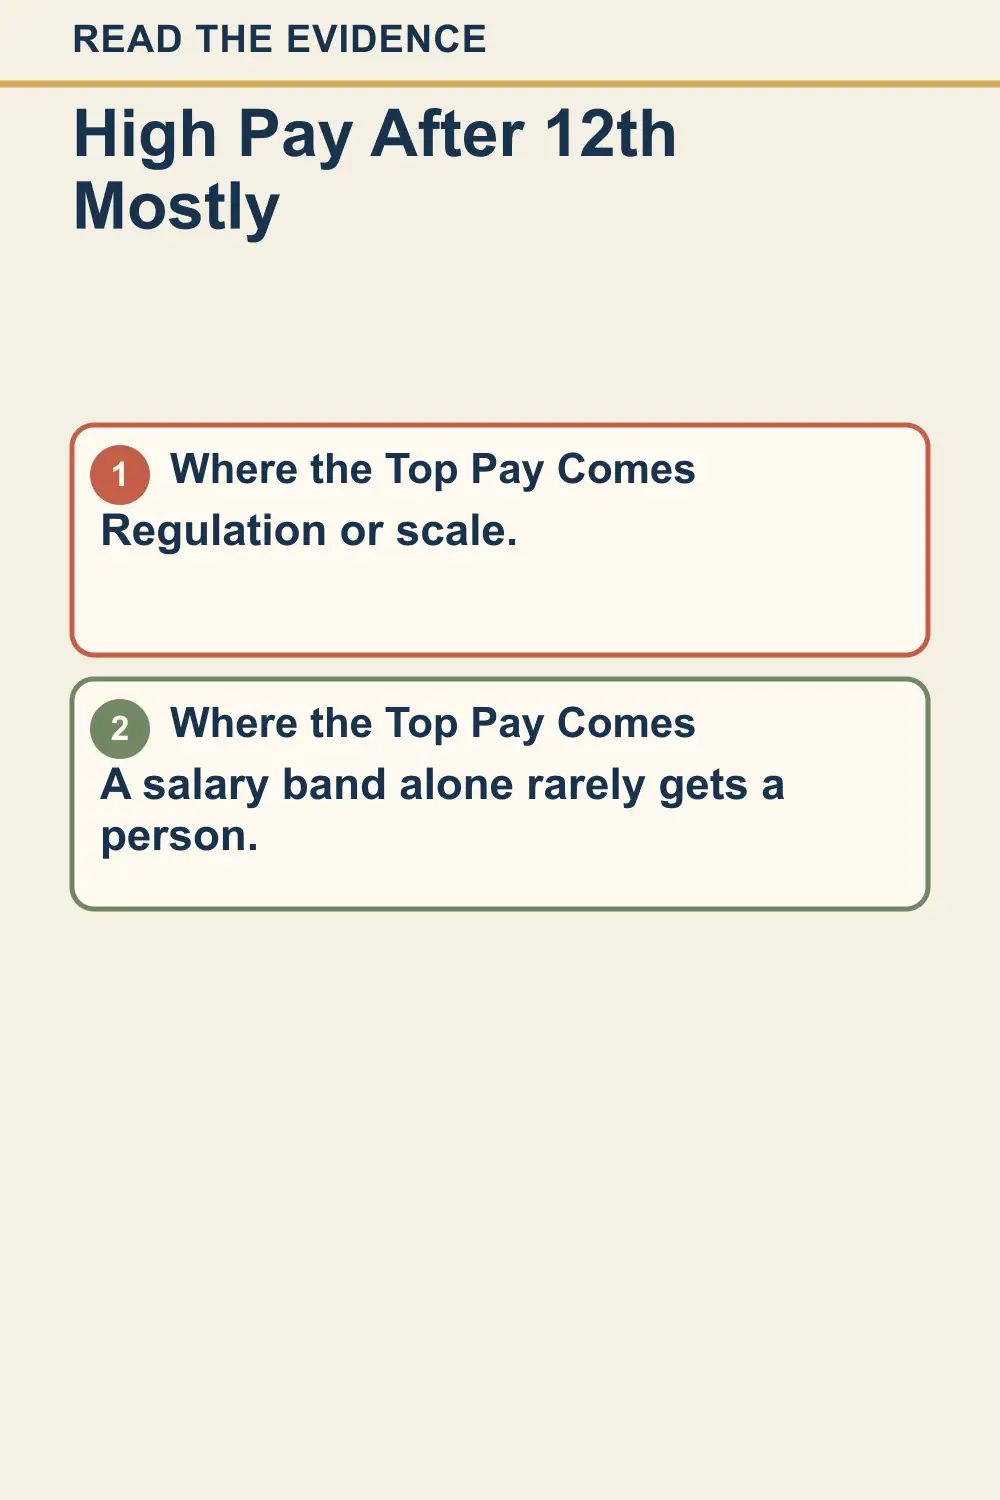 READ THE EVIDENCE
High Pay After 12th
Mostly
1 Where the Top Pay Comes
Regulation or scale.
2 Where the Top Pay Comes
A salary band alone rarely gets a
person.